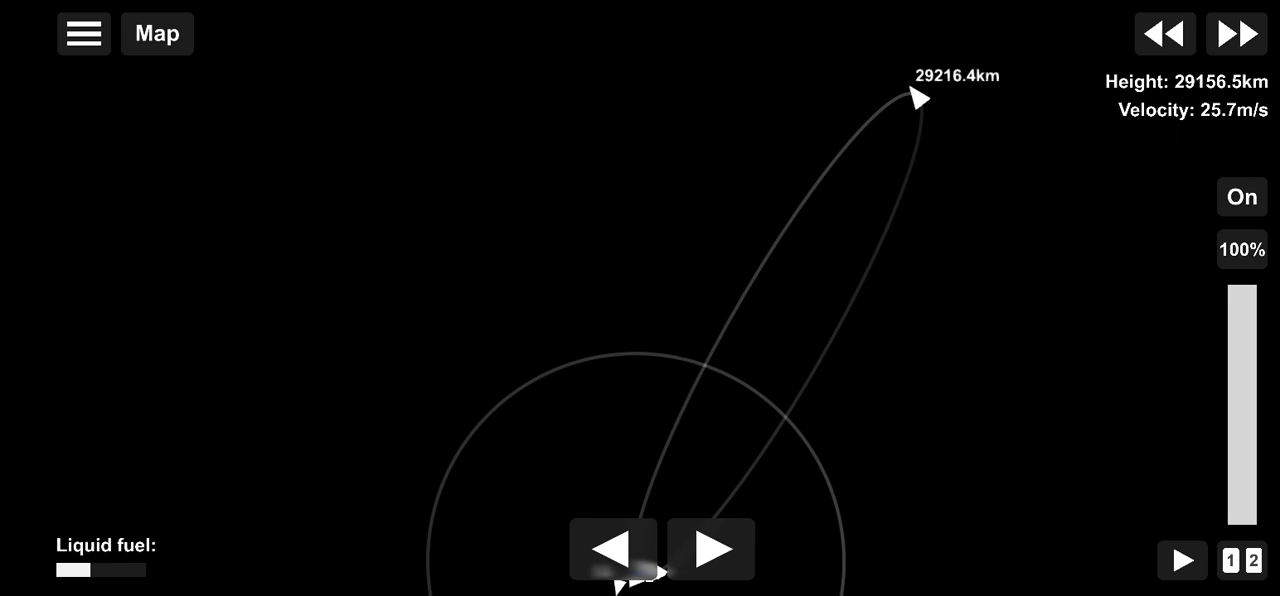 Map
29216.4km
Height: 29156.5km
Velocity: 25.7m/s
On
100%
Liquid fuel:
1 2